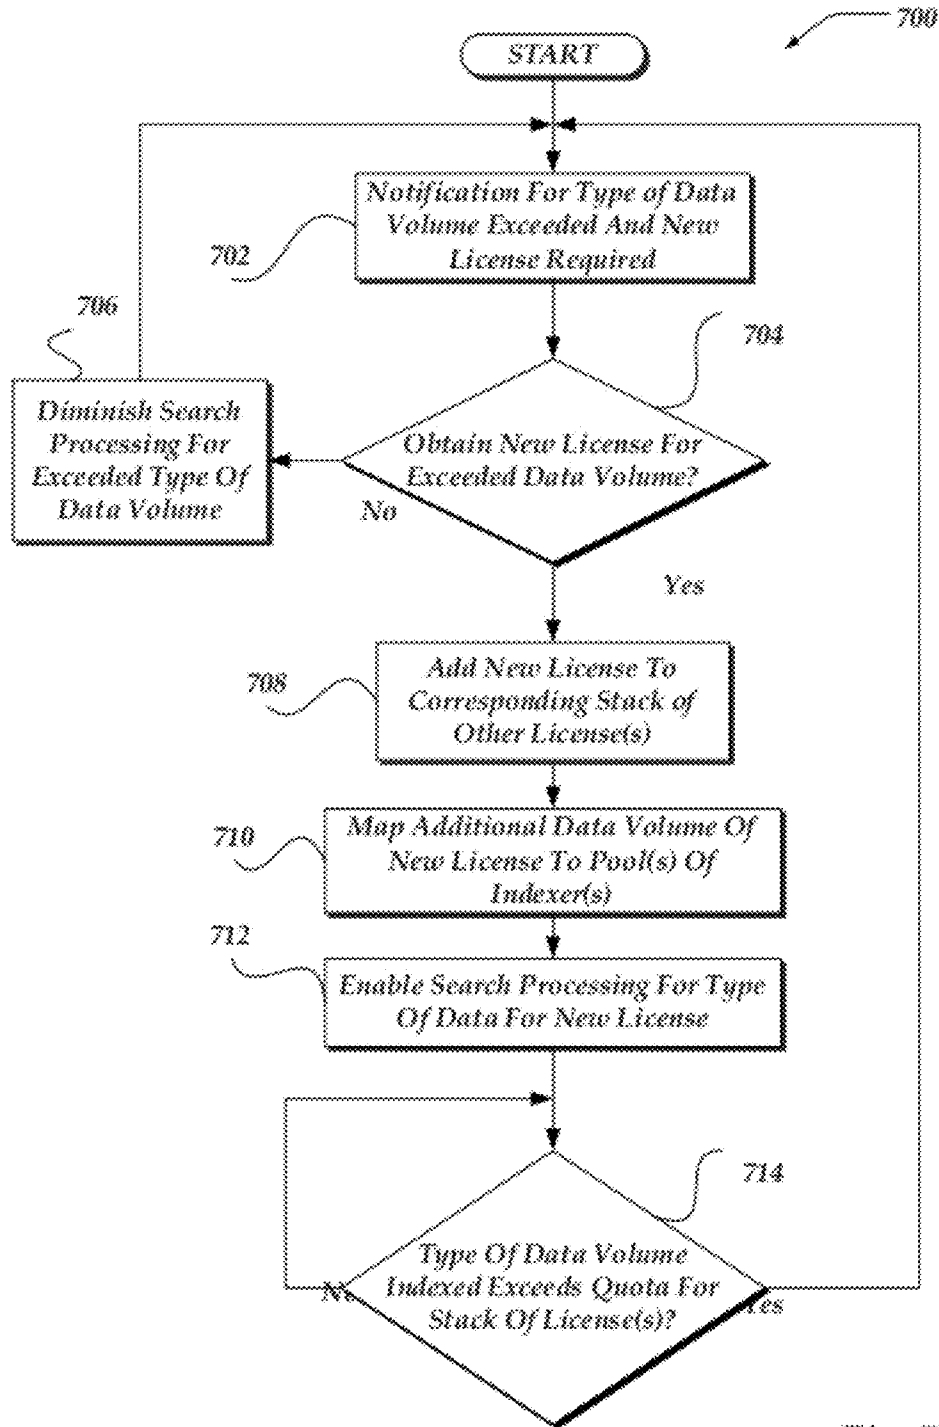 700
START
Notification For Type of Data
Volume Exceeded And New
License Required
702
706
704
Diminish Search
Processing For
Exceeded Type Of
Data Volume
Obtain New License For
Exceeded Data Volume?
No
Yes
708
Add New License To
Corresponding Stack of
Other License(s)
710
Map Additional Data Volume Of
New License To Pool(s) Of
Indexer(s)
712
Enable Search Processing For Type
Of Data For New License
714
Type Of Data Volume
Indexed Exceeds Quota For
Stack Of License(s)?
No
Yes